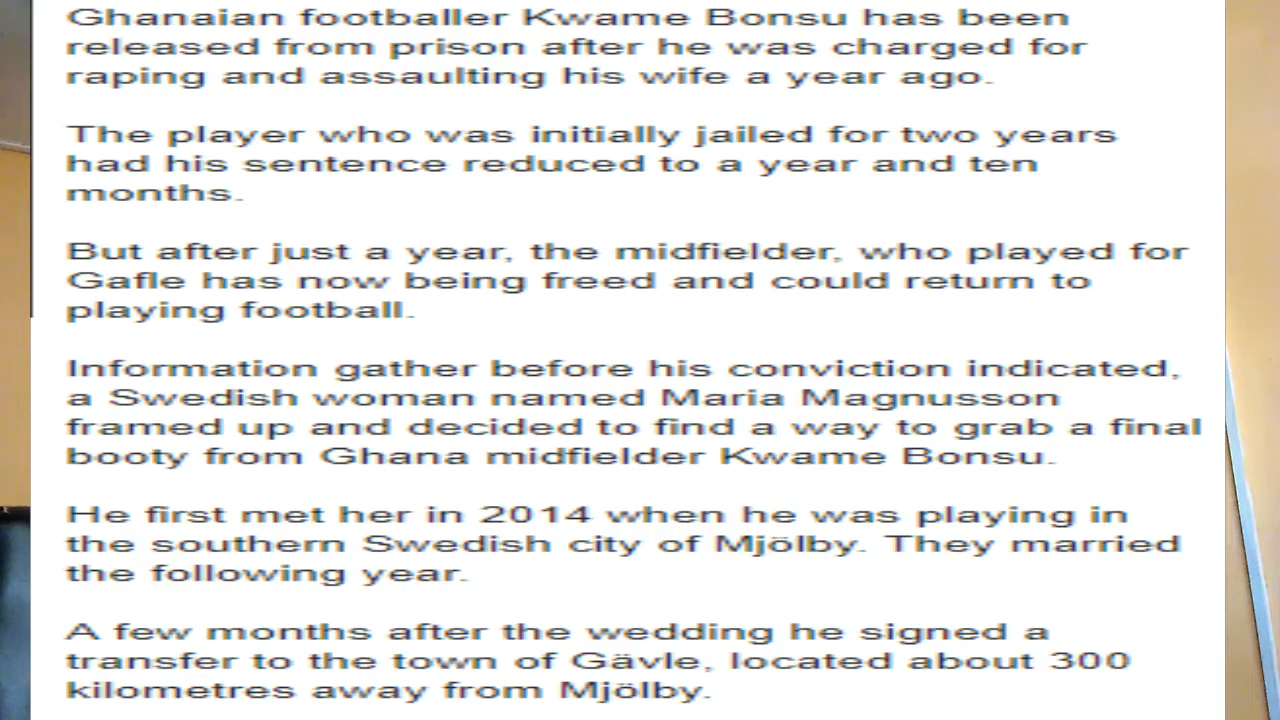 Ghanaian footballer Kwame Bonsu has been
released from prison after he was charged for
raping and assaulting his wife a year ago.
The player who was initially jailed for two years
had his sentence reduced to a year and ten
months.
But after just a year, the midfielder, who played for
Gafle has now being freed and could return to
playing football.
Information gather before his conviction indicated,
a Swedish woman named Maria Magnusson
framed up and decided to find a way to grab a final
booty from Ghana midfielder Kwame Bonsu.
He first met her in 2014 when he was playing in
the southern Swedish city of Mjölby. They married
the following year.
A few months after the wedding he signed a
transfer to the town of Gävle, located about 300
kilometres away from Mjölby.